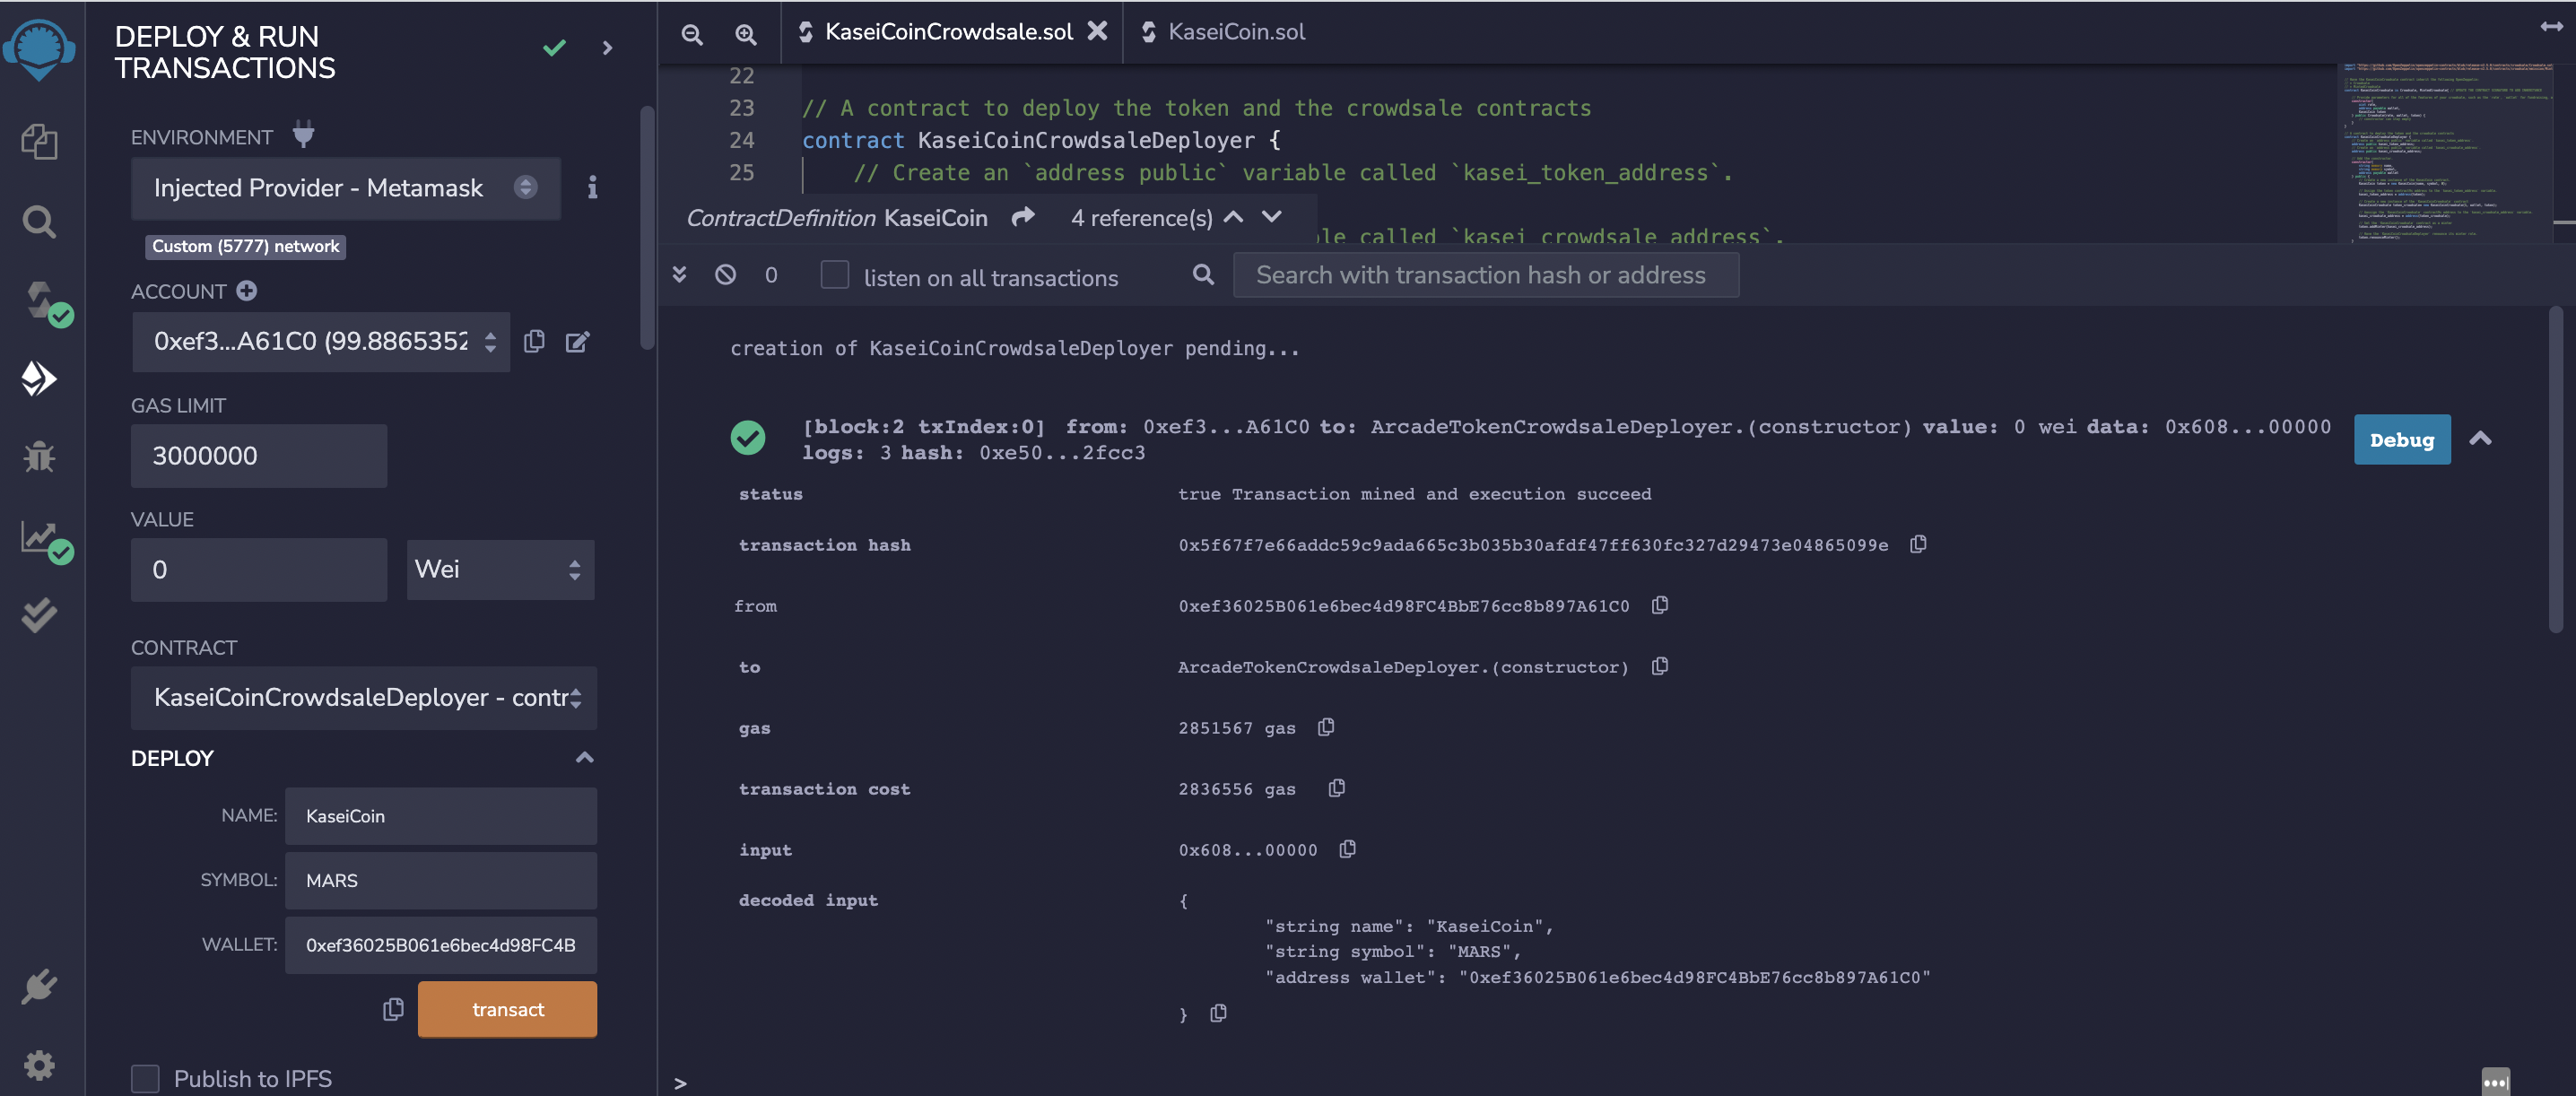 DEPLOY & RUN
TRANSACTIONS
ENVIRONMENT
Injected Provider - Metamask
Custom (5777) network
ACCOUNT
0xef3...A61C0 (99.8865352
GAS LIMIT
3000000
VALUE
0
Wei
CONTRACT
KaseiCoinCrowdsaleDeployer - contr
DEPLOY
NAME: KaseiCoin
SYMBOL: MARS
WALLET: 0xef36025B061e6bec4d98FC4B
transact
Publish to IPFS
KaseiCoinCrowdsale.sol
KaseiCoin.sol
22
23 // A contract to deploy the token and the crowdsale contracts
24 contract KaseiCoinCrowdsaleDeployer {
25 // Create an `address public` variable called `kasei_token_address`.
ContractDefinition KaseiCoin 4 reference(s)
le called `kasei_crowdsale_address`.
0 listen on all transactions Search with transaction hash or address
creation of KaseiCoinCrowdsaleDeployer pending...
[block:2 txIndex:0] from: 0xef3...A61C0 to: ArcadeTokenCrowdsaleDeployer.(constructor) value: 0 wei data: 0x608...00000
logs: 3 hash: 0xe50...2fcc3
Debug
status true Transaction mined and execution succeed
transaction hash 0x5f67f7e66addc59c9ada665c3b035b30afdf47ff630fc327d29473e04865099e
from 0xef36025B061e6bec4d98FC4BbE76cc8b897A61C0
to ArcadeTokenCrowdsaleDeployer.(constructor)
gas 2851567 gas
transaction cost 2836556 gas
input 0x608...00000
decoded input {
"string name": "KaseiCoin",
"string symbol": "MARS",
"address wallet": "0xef36025B061e6bec4d98FC4BbE76cc8b897A61C0"
}
>